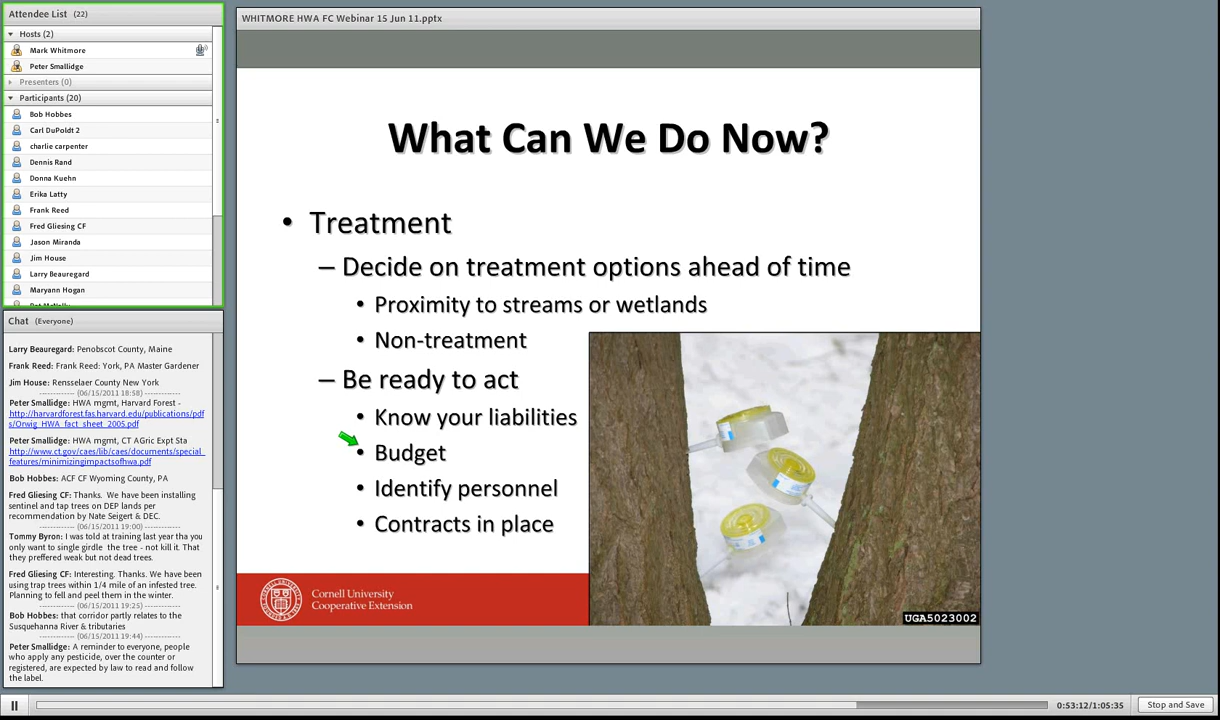 Attendee List (22)
Hosts (2)
Mark Whitmore
Peter Smallidge
Presenters (0)
Participants (20)
Bob Hobbes
Carl DuPoldt 2
charlie carpenter
Dennis Rand
Donna Kuehn
Erika Latty
Frank Reed
Fred Gliesing CF
Jason Miranda
Jim House
Larry Beauregard
Maryann Hogan
Chat (Everyone)
Larry Beauregard: Penobscot County, Maine
Frank Reed: Frank Reed: York, PA Master Gardener
Jim House: Rensselaer County New York
------------- (06/15/2011 18:58) -------------
Peter Smallidge: HWA mgmt, Harvard Forest -
http://harvardforest.fas.harvard.edu/publications/pdf
s/Orwig_HWA_fact_sheet_2005.pdf
Peter Smallidge: HWA mgmt, CT AGric Expt Sta
http://www.ct.gov/caes/lib/caes/documents/special_
features/minimizingimpactsofhwa.pdf
Bob Hobbes: ACF CF Wyoming County, PA
Fred Gliesing CF: Thanks. We have been installing
sentinel and tap trees on DEP lands per
recommendation by Nate Seigert & DEC.
------------- (06/15/2011 19:00) -------------
Tommy Byron: I was told at training last year tha you
only want to single girdle the tree - not kill it. That
they preffered weak but not dead trees.
Fred Gliesing CF: Interesting. Thanks. We have been
using trap trees within 1/4 mile of an infested tree.
Planning to fell and peel them in the winter.
------------- (06/15/2011 19:25) -------------
Bob Hobbes: that corridor partly relates to the
Susquehanna River & tributaries
------------- (06/15/2011 19:44) -------------
Peter Smallidge: A reminder to everyone, people
who apply any pesticide, over the counter or
registered, are expected by law to read and follow
the label.
WHITMORE HWA FC Webinar 15 Jun 11.pptx
What Can We Do Now?
• Treatment
– Decide on treatment options ahead of time
• Proximity to streams or wetlands
• Non-treatment
– Be ready to act
• Know your liabilities
• Budget
• Identify personnel
• Contracts in place
Cornell University
Cooperative Extension
UGA5023002
0:53:12/1:05:35
Stop and Save